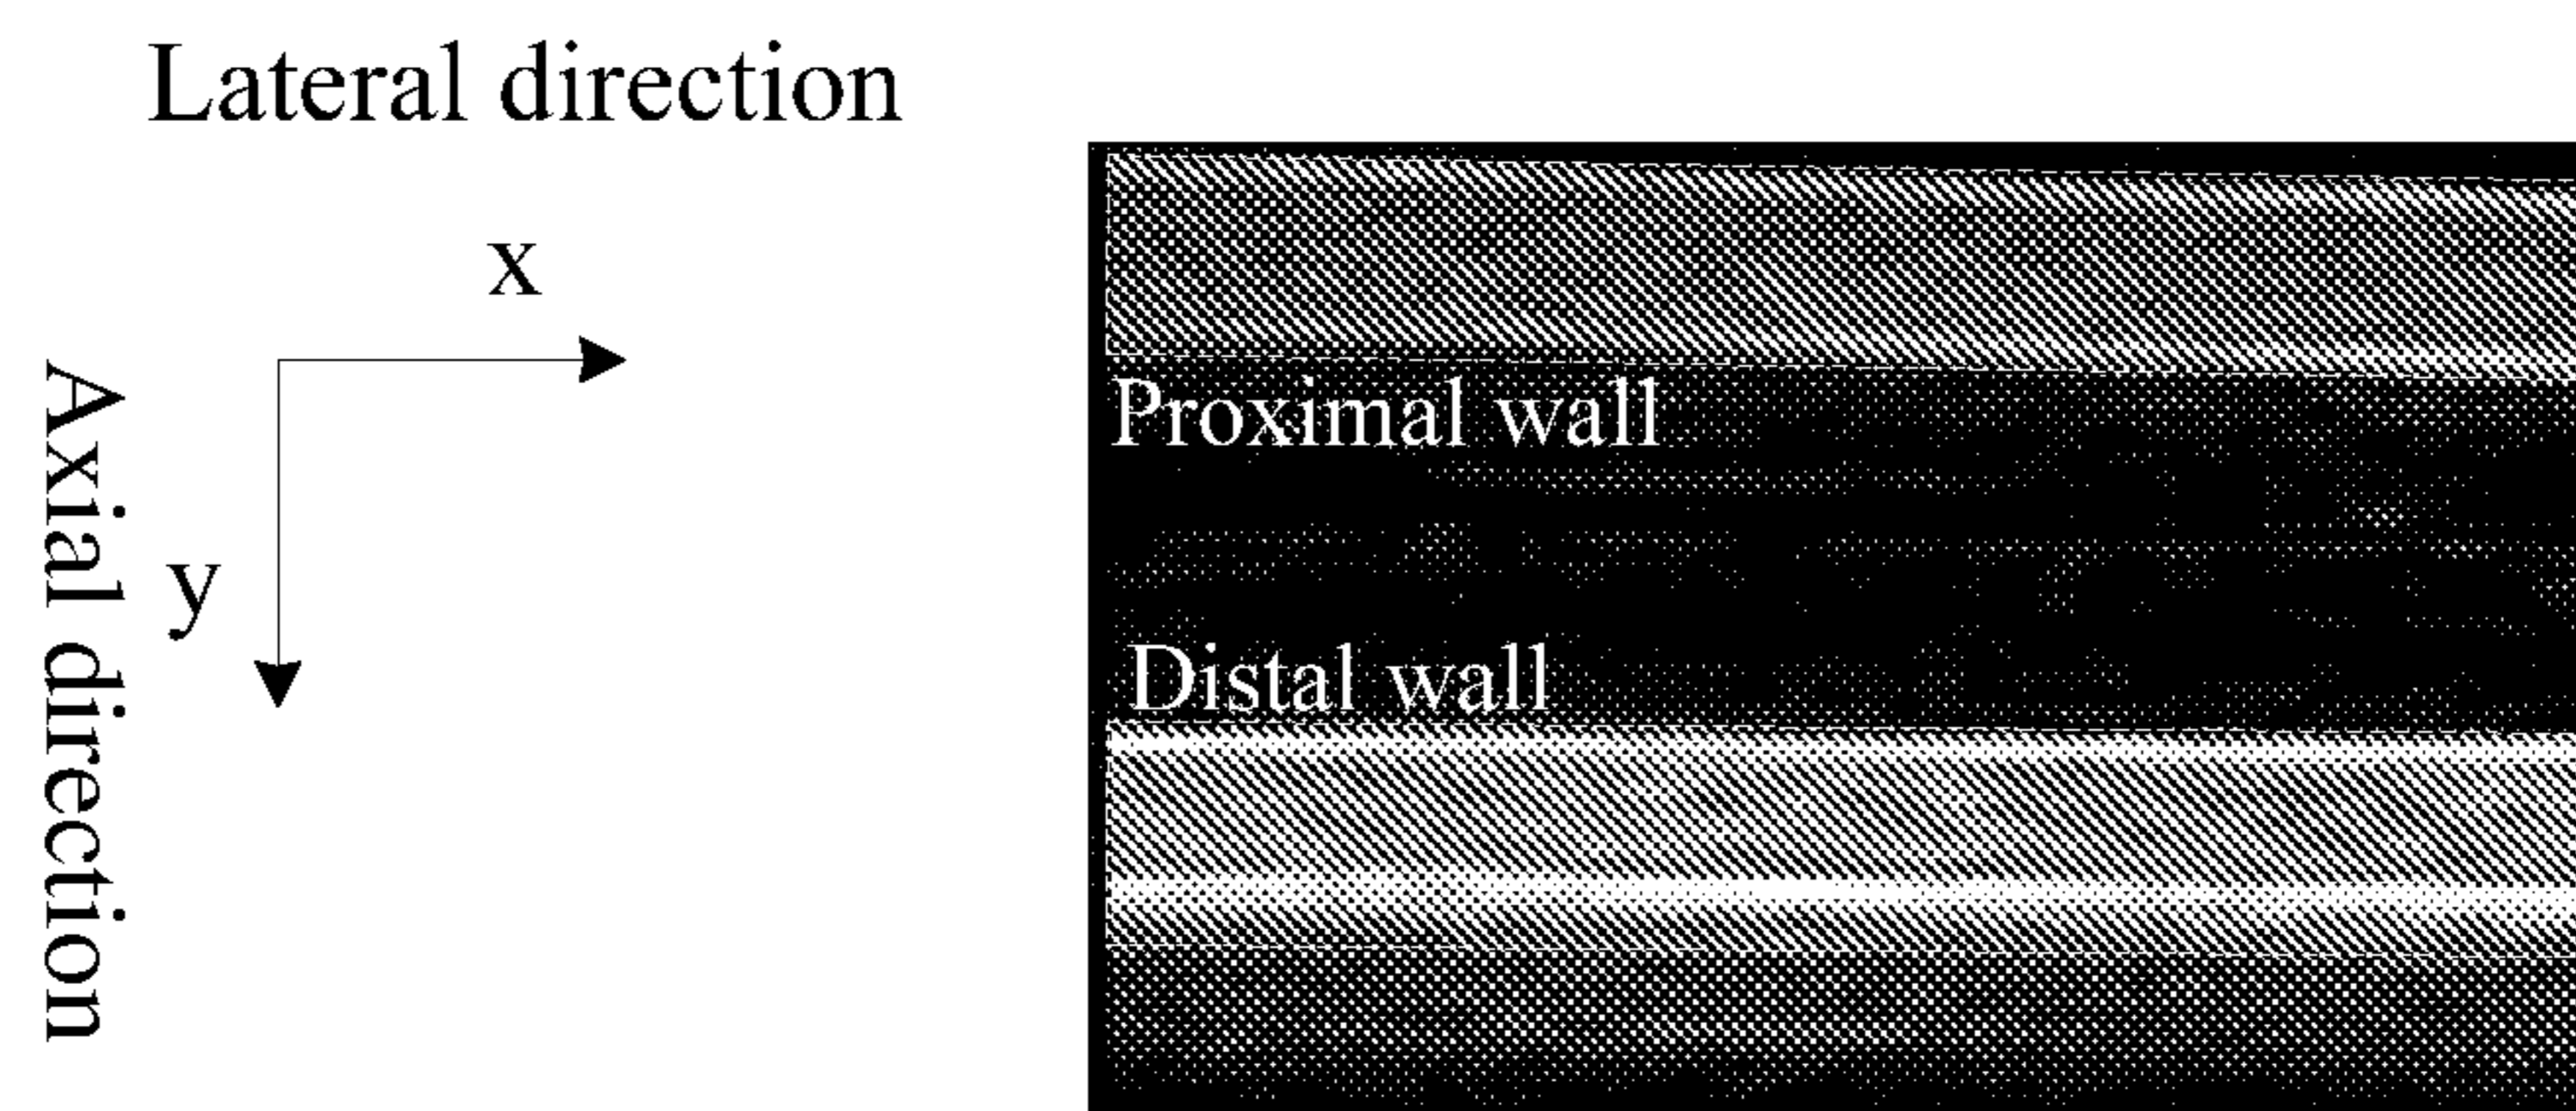 Lateral direction
x
Axial direction
y
Proximal wall
Distal wall